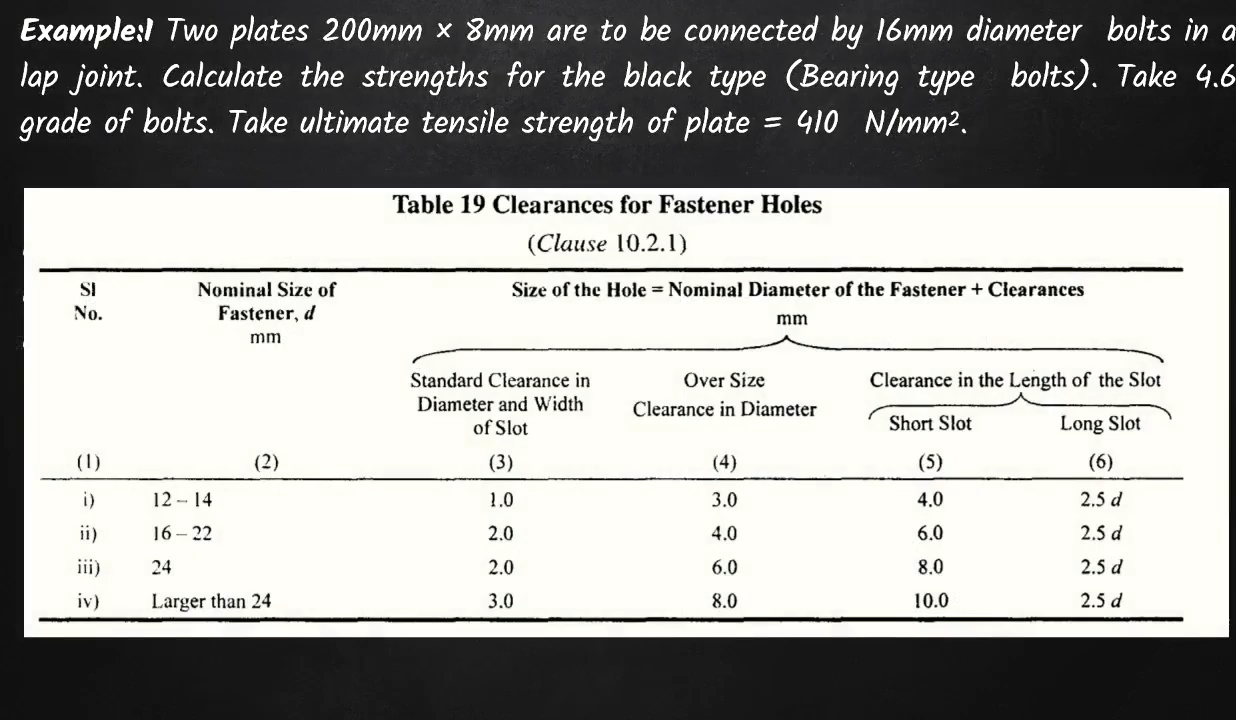 Example:1 Two plates 200mm × 8mm are to be connected by 16mm diameter bolts in a
lap joint. Calculate the strengths for the black type (Bearing type bolts). Take 4.6
grade of bolts. Take ultimate tensile strength of plate = 410 N/mm².
Table 19 Clearances for Fastener Holes
(Clause 10.2.1)
Sl No. Nominal Size of Fastener, d mm Size of the Hole = Nominal Diameter of the Fastener + Clearances mm
Standard Clearance in Diameter and Width of Slot Over Size Clearance in Diameter Clearance in the Length of the Slot
Short Slot Long Slot
(1) (2) (3) (4) (5) (6)
i) 12 – 14 1.0 3.0 4.0 2.5 d
ii) 16 – 22 2.0 4.0 6.0 2.5 d
iii) 24 2.0 6.0 8.0 2.5 d
iv) Larger than 24 3.0 8.0 10.0 2.5 d